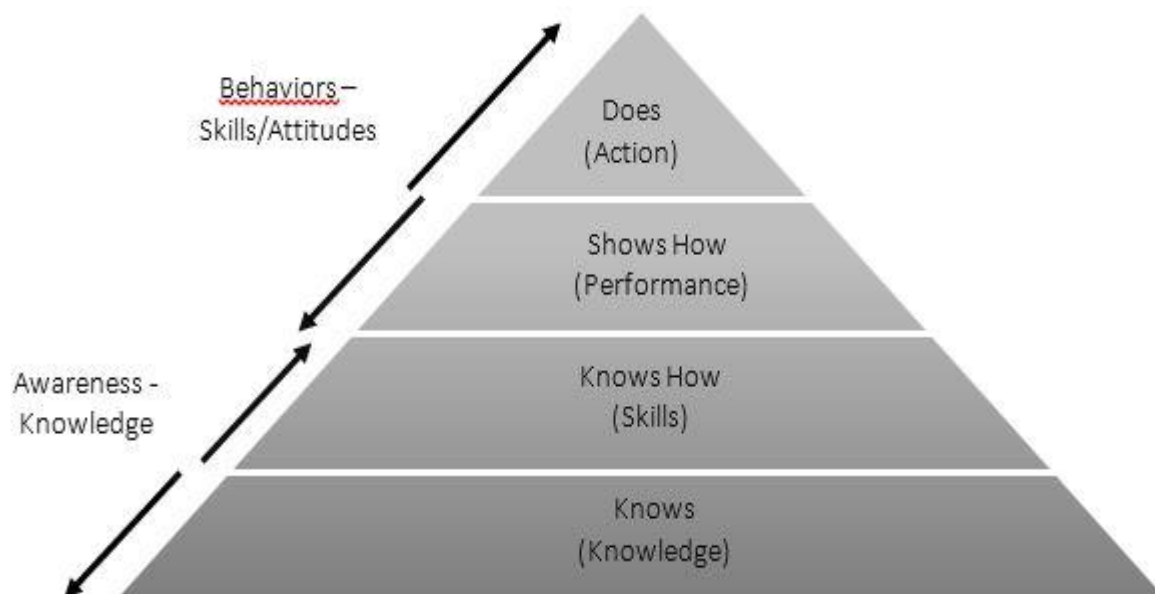 Behaviors –
Skills/Attitudes
Does
(Action)
Shows How
(Performance)
Awareness -
Knowledge
Knows How
(Skills)
Knows
(Knowledge)